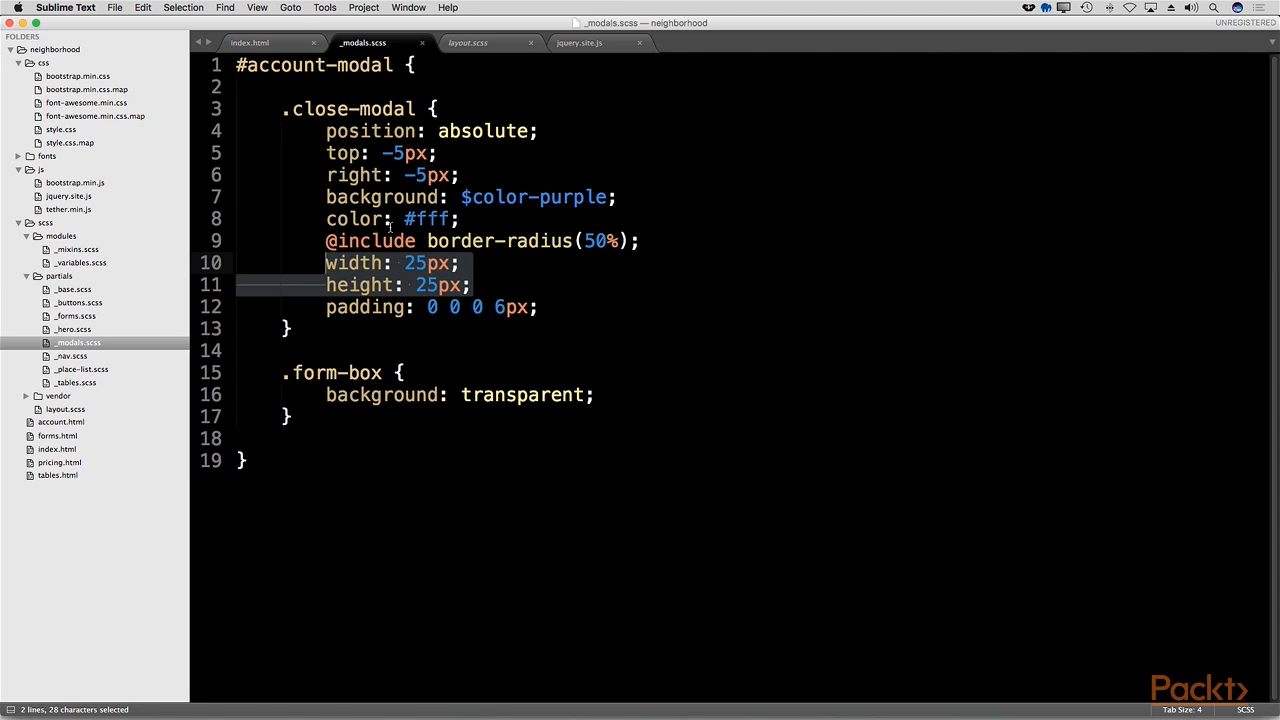 Sublime Text File Edit Selection Find View Goto Tools Project Window Help
_modals.scss — neighborhood
UNREGISTERED
FOLDERS
neighborhood
css
bootstrap.min.css
bootstrap.min.css.map
font-awesome.min.css
font-awesome.min.css.map
style.css
style.css.map
fonts
js
bootstrap.min.js
jquery.site.js
tether.min.js
scss
modules
_mixins.scss
_variables.scss
partials
_base.scss
_buttons.scss
_forms.scss
_hero.scss
_modals.scss
_nav.scss
_place-list.scss
_tables.scss
vendor
layout.scss
account.html
forms.html
index.html
pricing.html
tables.html
index.html _modals.scss layout.scss jquery.site.js
1 #account-modal {
2
3 .close-modal {
4 position: absolute;
5 top: -5px;
6 right: -5px;
7 background: $color-purple;
8 color: #fff;
9 @include border-radius(50%);
10 width: 25px;
11 height: 25px;
12 padding: 0 0 0 6px;
13 }
14
15 .form-box {
16 background: transparent;
17 }
18
19 }
Packt>
2 lines, 28 characters selected
Tab Size: 4 SCSS